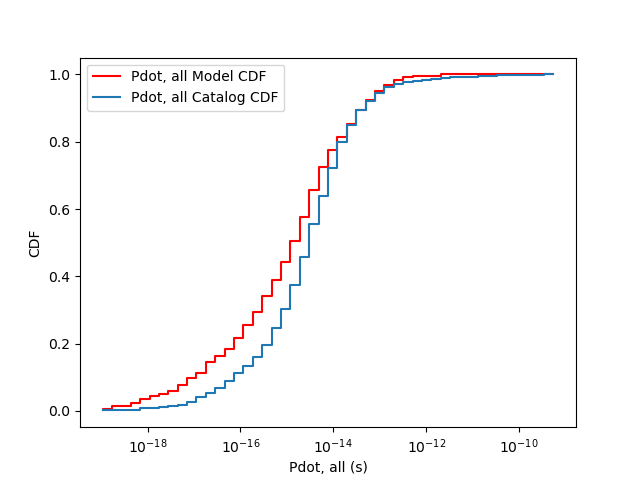 Pdot, all Model CDF
Pdot, all Catalog CDF
1.0
0.8
0.6
0.4
0.2
0.0
CDF
10⁻¹⁸
10⁻¹⁶
10⁻¹⁴
10⁻¹²
10⁻¹⁰
Pdot, all (s)